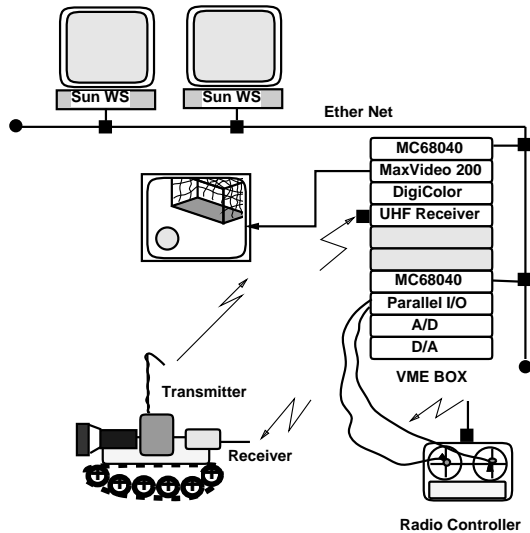 Sun WS
Sun WS
Ether Net
MC68040
MaxVideo 200
DigiColor
UHF Receiver
MC68040
Parallel I/O
A/D
D/A
VME BOX
Transmitter
Receiver
Radio Controller